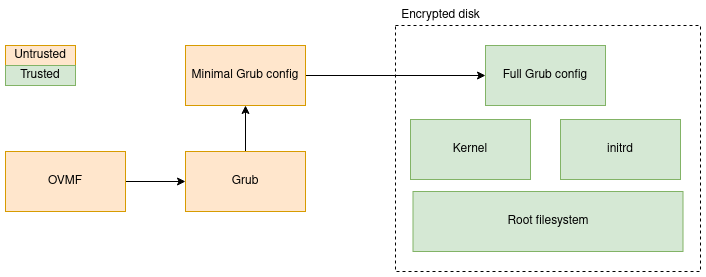 Encrypted disk
Untrusted
Trusted
Minimal Grub config
Full Grub config
Kernel
initrd
OVMF
Grub
Root filesystem